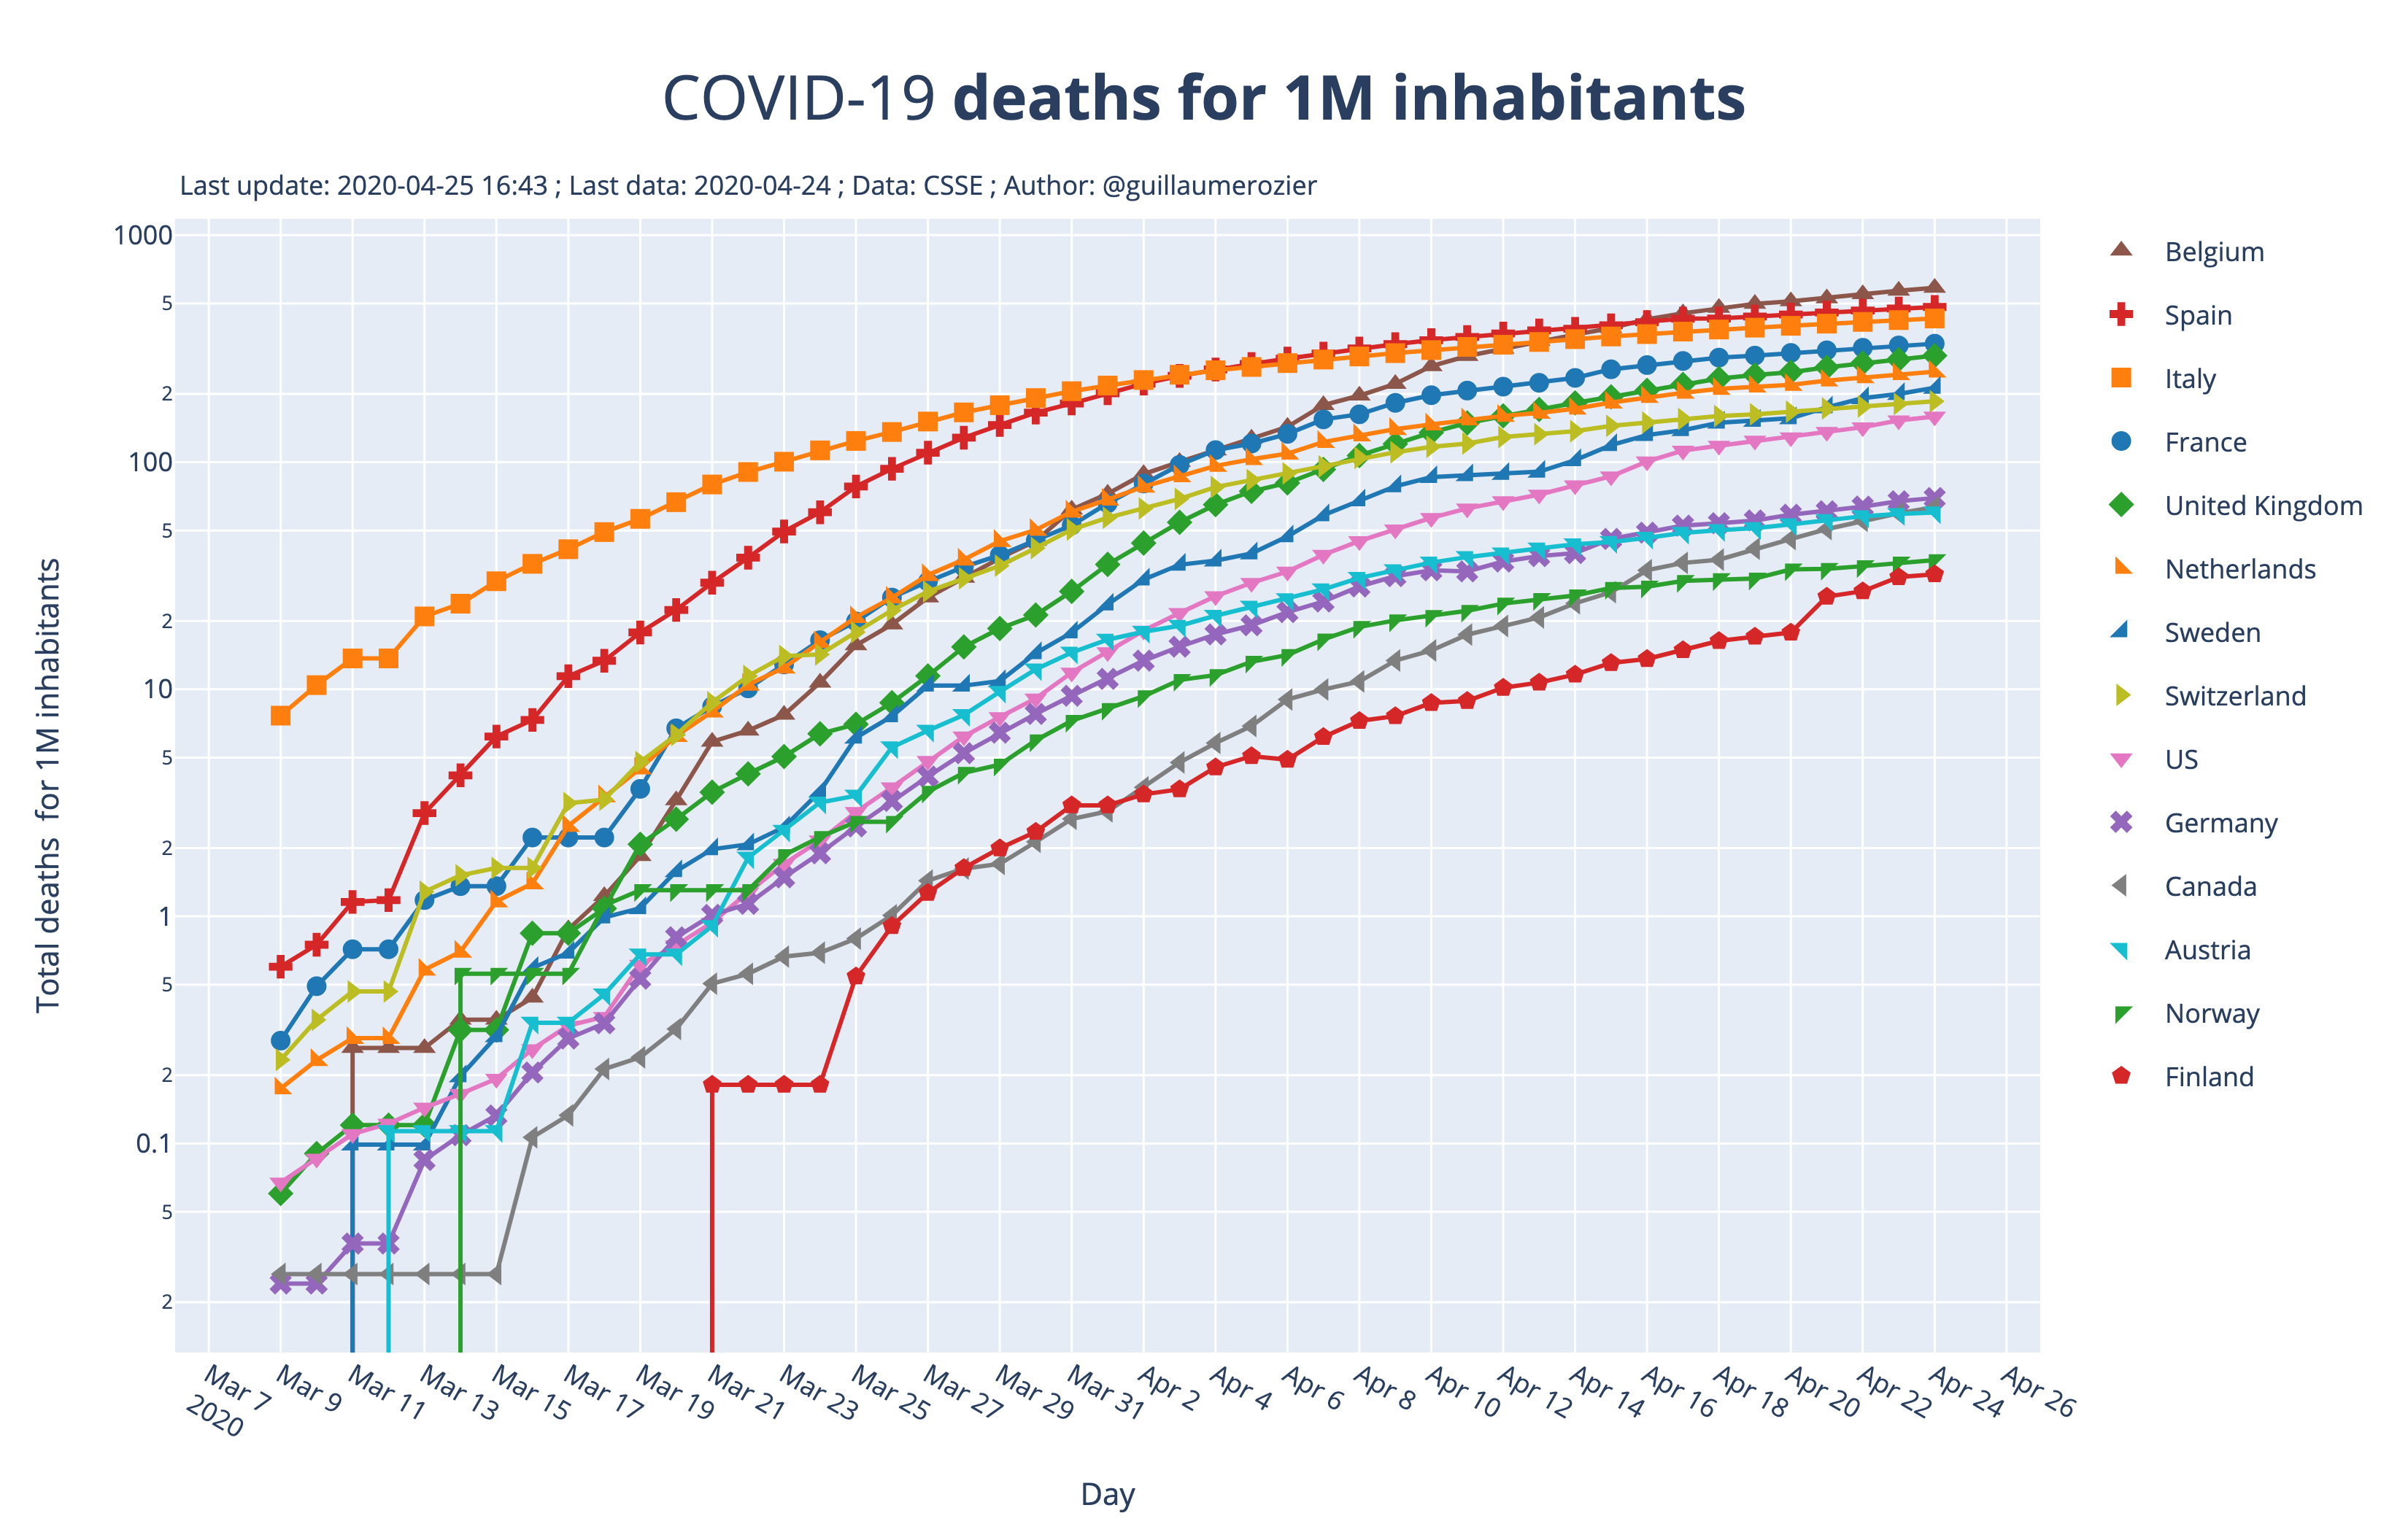 COVID-19 deaths for 1M inhabitants
Last update: 2020-04-25 16:43 ; Last data: 2020-04-24 ; Data: CSSE ; Author: @guillaumerozier
Total deaths for 1M inhabitants
1000
5
2
100
5
2
10
5
2
1
5
2
0.1
5
2
Mar 7
2020
Mar 9
Mar 11
Mar 13
Mar 15
Mar 17
Mar 19
Mar 21
Mar 23
Mar 25
Mar 27
Mar 29
Mar 31
Apr 2
Apr 4
Apr 6
Apr 8
Apr 10
Apr 12
Apr 14
Apr 16
Apr 18
Apr 20
Apr 22
Apr 24
Apr 26
Day
Belgium
Spain
Italy
France
United Kingdom
Netherlands
Sweden
Switzerland
US
Germany
Canada
Austria
Norway
Finland